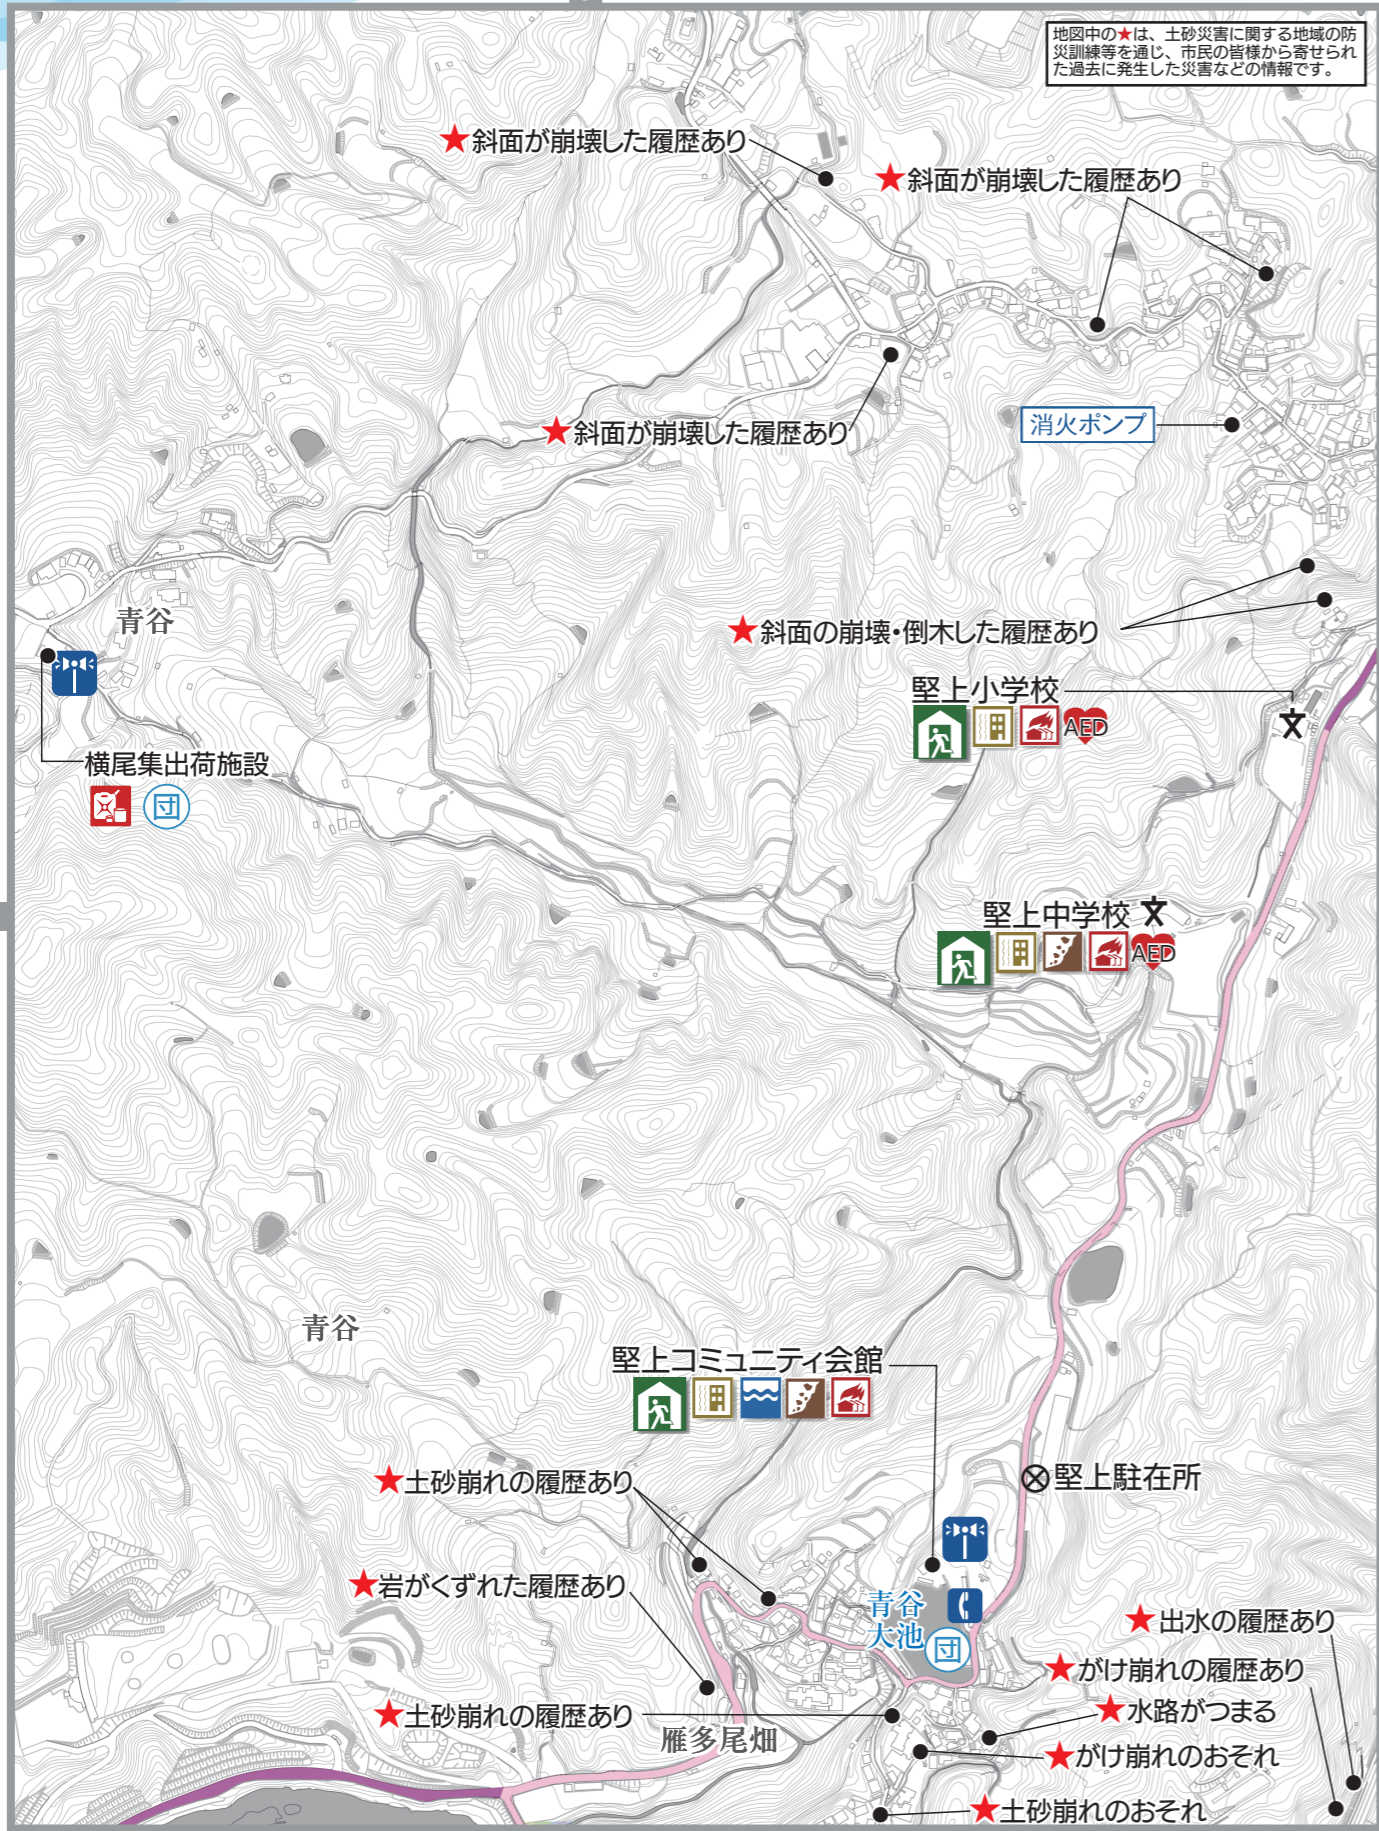 地図中の★は、土砂災害に関する地域の防
災訓練等を通じ、市民の皆様から寄せられ
た過去に発生した災害などの情報です。
★斜面が崩壊した履歴あり
★斜面が崩壊した履歴あり
★斜面が崩壊した履歴あり
消火ポンプ
青谷
★斜面の崩壊・倒木した履歴あり
堅上小学校
AED
横尾集出荷施設
団
堅上中学校
AED
青谷
堅上コミュニティ会館
★土砂崩れの履歴あり
堅上駐在所
★岩がくずれた履歴あり
青谷
大池
団
★出水の履歴あり
★がけ崩れの履歴あり
★土砂崩れの履歴あり
★水路がつまる
雁多尾畑
★がけ崩れのおそれ
★土砂崩れのおそれ